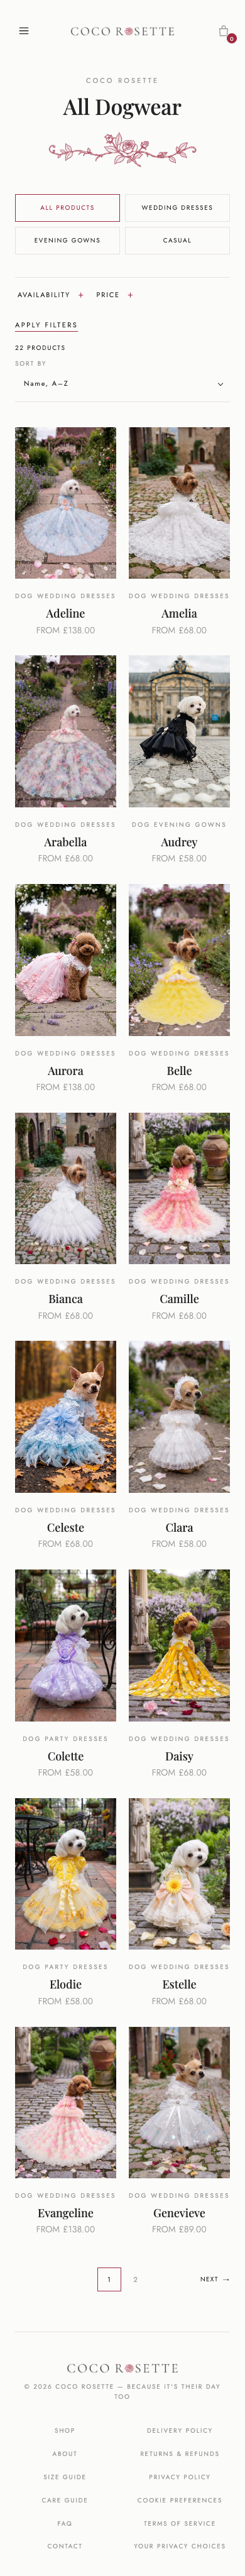 COCO ROSETTE
0
COCO ROSETTE
All Dogwear
ALL PRODUCTS
WEDDING DRESSES
EVENING GOWNS
CASUAL
AVAILABILITY +
PRICE +
APPLY FILTERS
22 PRODUCTS
SORT BY
Name, A–Z
DOG WEDDING DRESSES
Adeline
FROM £138.00
DOG WEDDING DRESSES
Amelia
FROM £68.00
DOG WEDDING DRESSES
Arabella
FROM £68.00
DOG EVENING GOWNS
Audrey
FROM £58.00
DOG WEDDING DRESSES
Aurora
FROM £138.00
DOG WEDDING DRESSES
Belle
FROM £68.00
DOG WEDDING DRESSES
Bianca
FROM £68.00
DOG WEDDING DRESSES
Camille
FROM £68.00
DOG WEDDING DRESSES
Celeste
FROM £68.00
DOG WEDDING DRESSES
Clara
FROM £58.00
DOG PARTY DRESSES
Colette
FROM £58.00
DOG WEDDING DRESSES
Daisy
FROM £68.00
DOG PARTY DRESSES
Elodie
FROM £58.00
DOG WEDDING DRESSES
Estelle
FROM £68.00
DOG WEDDING DRESSES
Evangeline
FROM £138.00
DOG WEDDING DRESSES
Genevieve
FROM £89.00
1
2
NEXT →
COCO ROSETTE
© 2026 COCO ROSETTE — BECAUSE IT'S THEIR DAY
TOO
SHOP
DELIVERY POLICY
ABOUT
RETURNS & REFUNDS
SIZE GUIDE
PRIVACY POLICY
CARE GUIDE
COOKIE PREFERENCES
FAQ
TERMS OF SERVICE
CONTACT
YOUR PRIVACY CHOICES